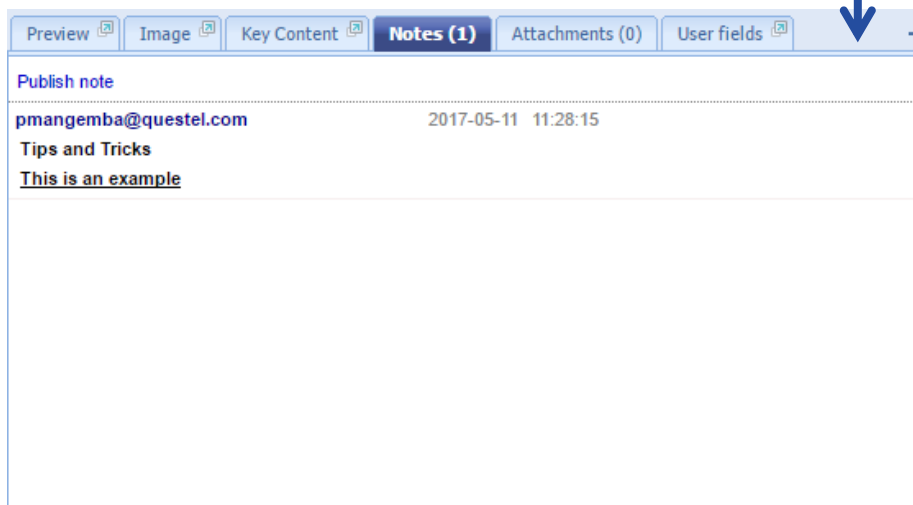 Preview Image Key Content Notes (1) Attachments (0) User fields
Publish note
pmangemba@questel.com 2017-05-11 11:28:15
Tips and Tricks
This is an example